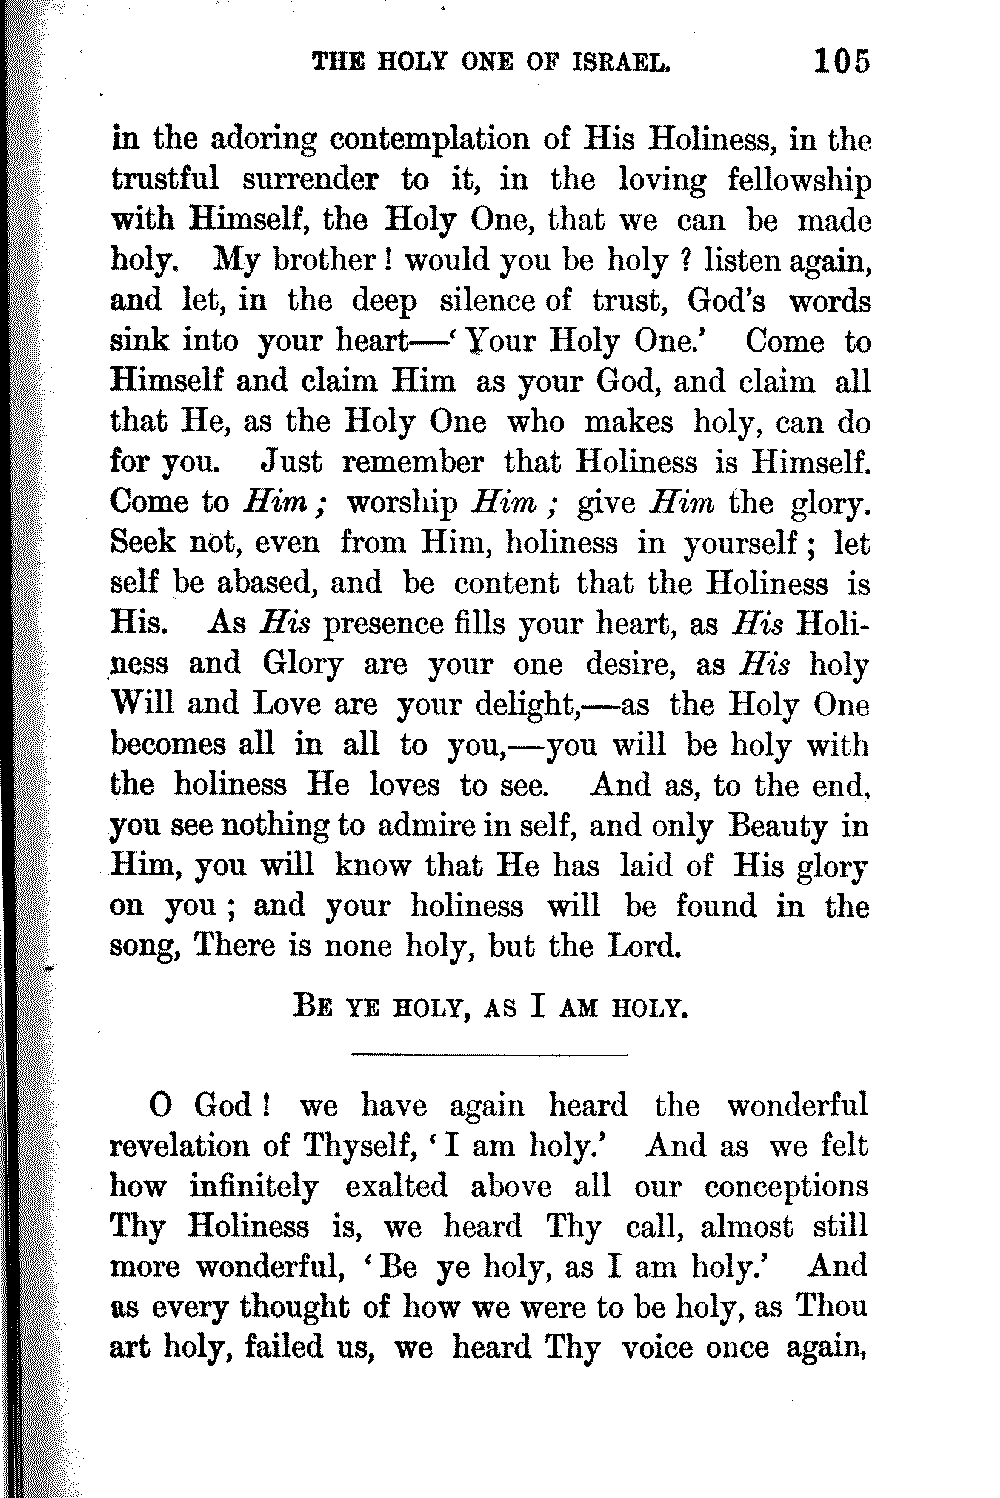 THE HOLY ONE OF ISRAEL. 105
in the adoring contemplation of His Holiness, in the
trustful surrender to it, in the loving fellowship
with Himself, the Holy One, that we can be made
holy. My brother! would you be holy? listen again,
and let, in the deep silence of trust, God's words
sink into your heart—‘Your Holy One.’ Come to
Himself and claim Him as your God, and claim all
that He, as the Holy One who makes holy, can do
for you. Just remember that Holiness is Himself.
Come to Him; worship Him; give Him the glory.
Seek not, even from Him, holiness in yourself; let
self be abased, and be content that the Holiness is
His. As His presence fills your heart, as His Holi-
ness and Glory are your one desire, as His holy
Will and Love are your delight,—as the Holy One
becomes all in all to you,—you will be holy with
the holiness He loves to see. And as, to the end,
you see nothing to admire in self, and only Beauty in
Him, you will know that He has laid of His glory
on you; and your holiness will be found in the
song, There is none holy, but the Lord.
BE YE HOLY, AS I AM HOLY.
O God! we have again heard the wonderful
revelation of Thyself, ‘I am holy.’ And as we felt
how infinitely exalted above all our conceptions
Thy Holiness is, we heard Thy call, almost still
more wonderful, ‘Be ye holy, as I am holy.’ And
as every thought of how we were to be holy, as Thou
art holy, failed us, we heard Thy voice once again,